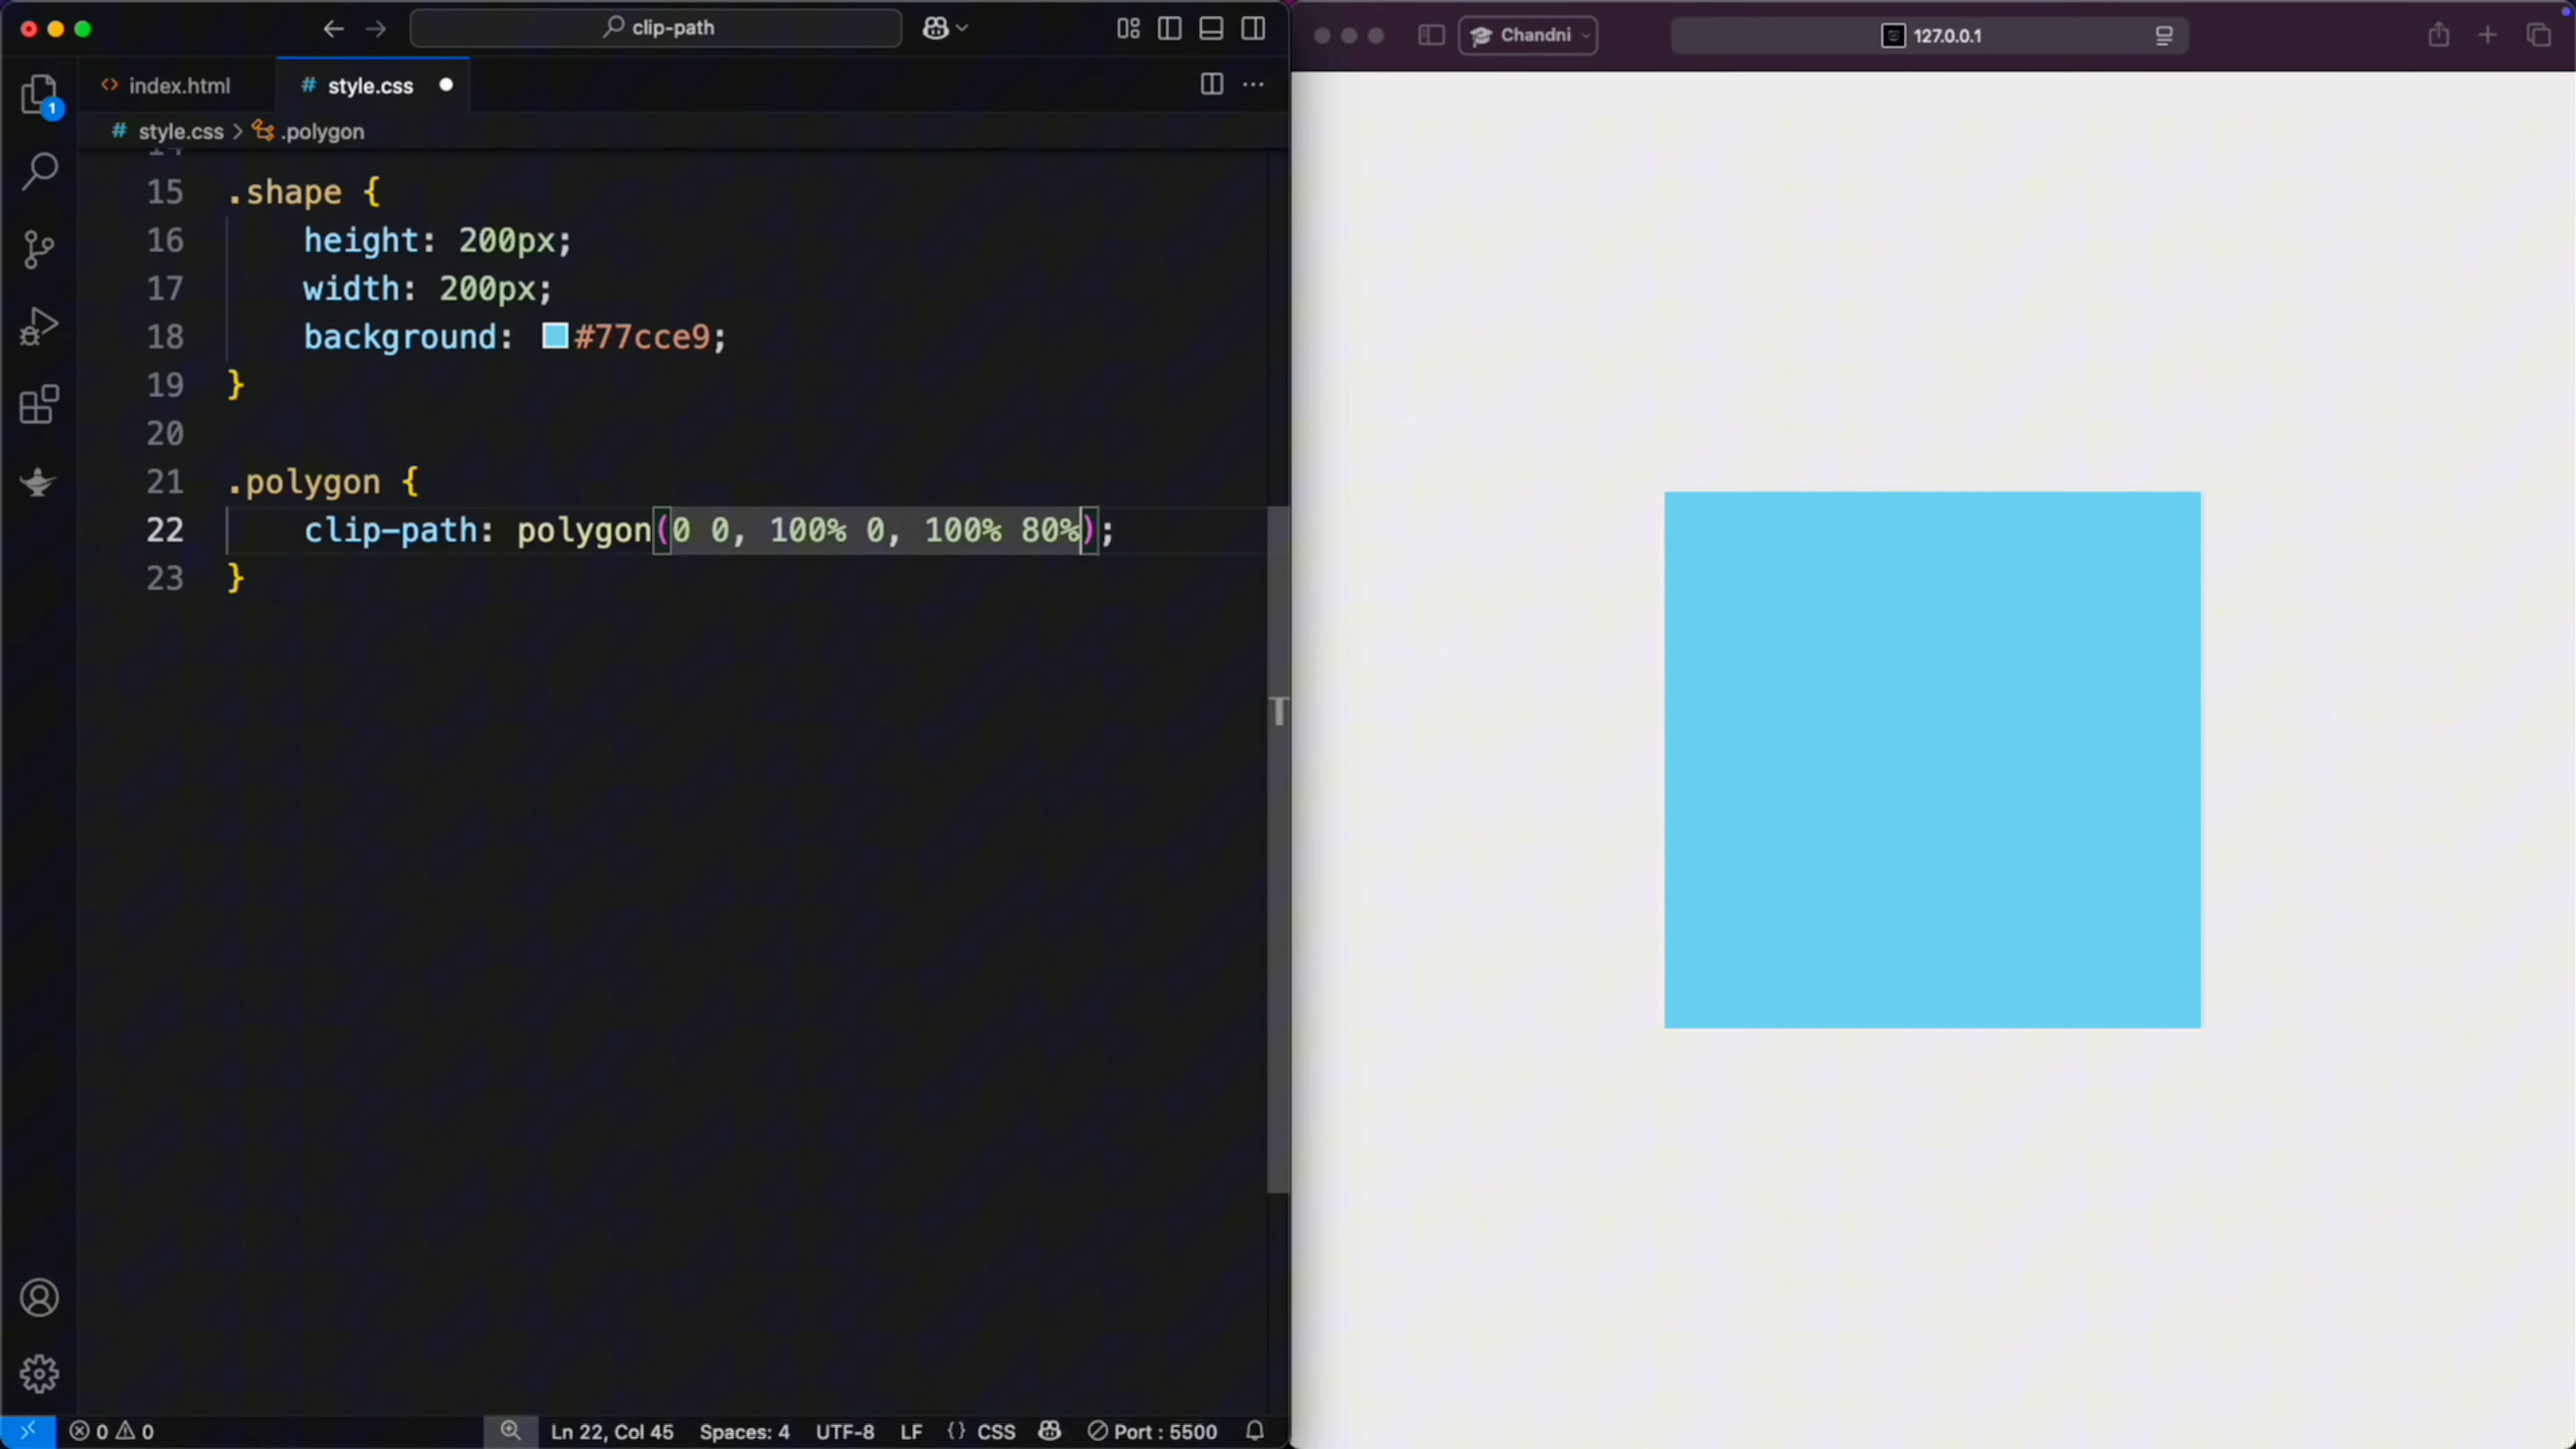 clip-path
Chandni
127.0.0.1
index.html
# style.css
1
# style.css > .polygon
15 .shape {
16 height: 200px;
17 width: 200px;
18 background: #77cce9;
19 }
20
21 .polygon {
22 clip-path: polygon(0 0, 100% 0, 100% 80%);
23 }
T
0 0 Ln 22, Col 45 Spaces: 4 UTF-8 LF {} CSS Port : 5500